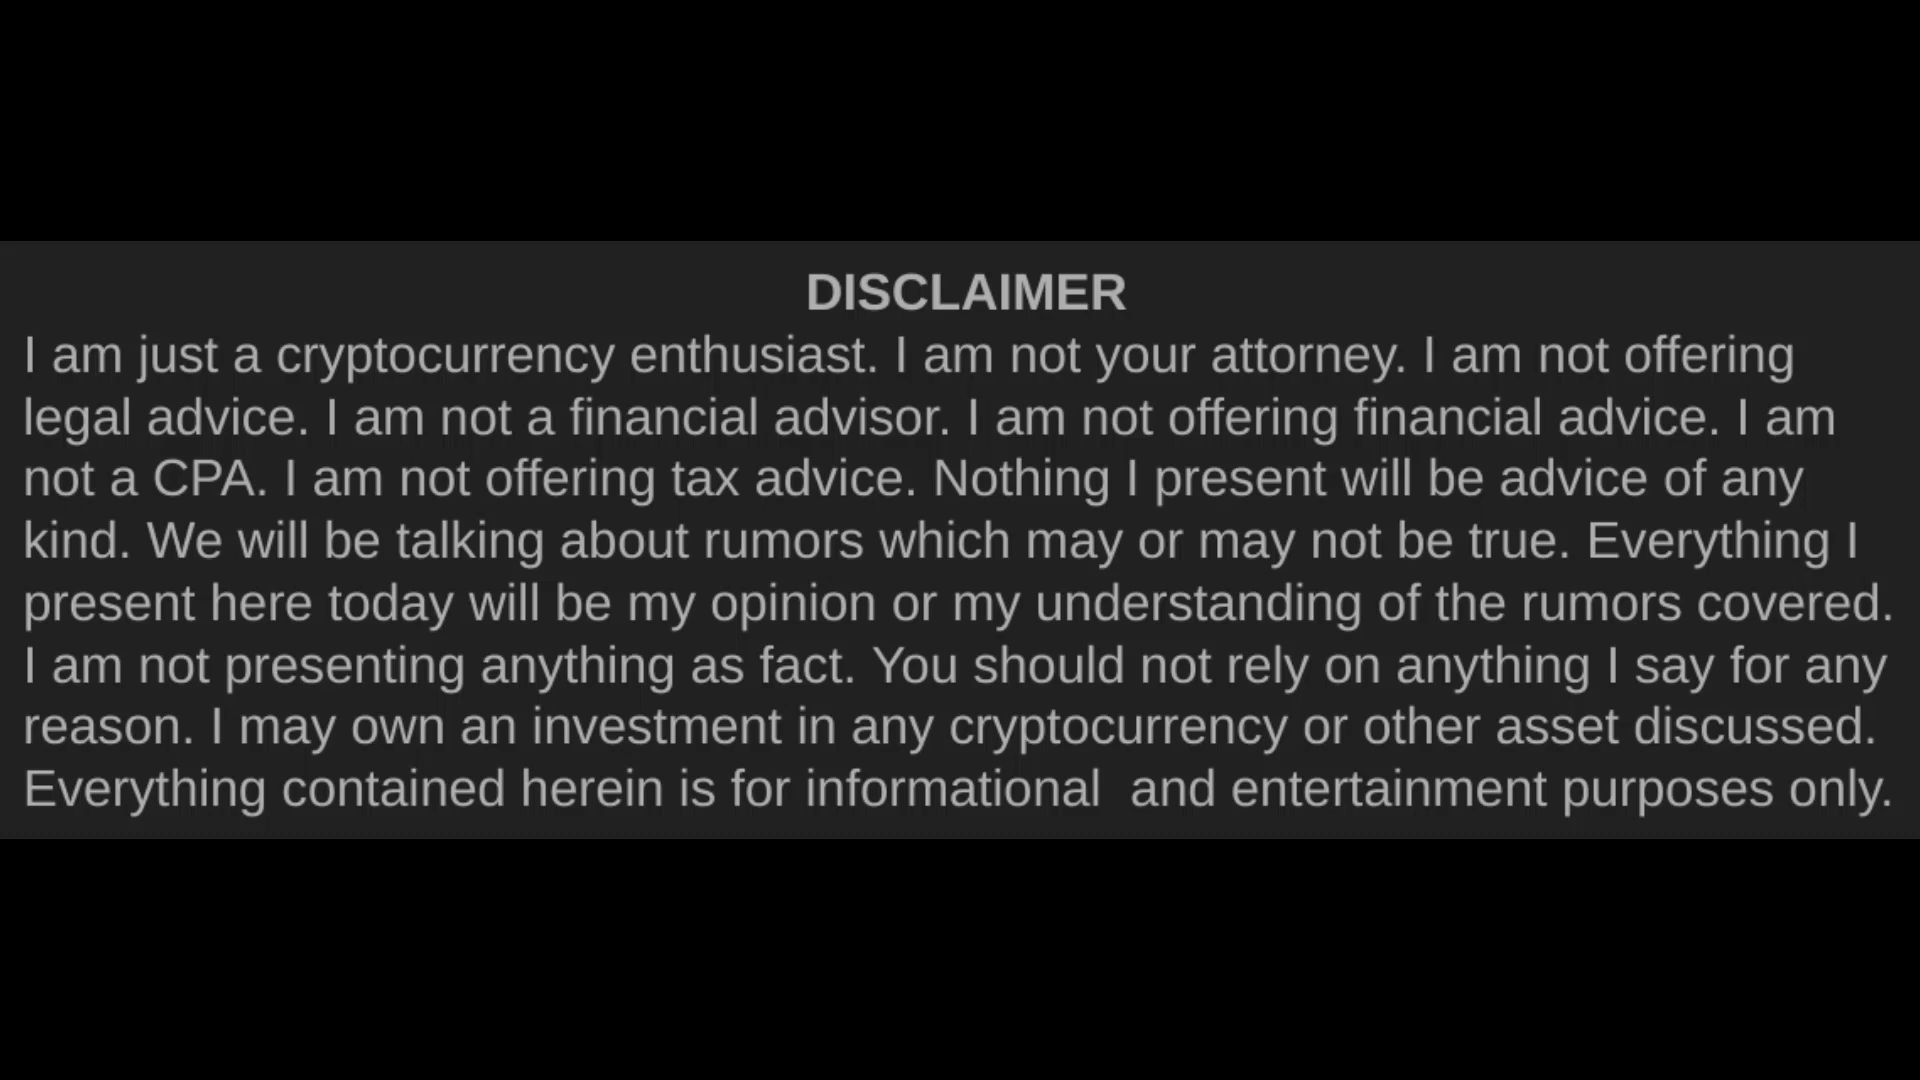 DISCLAIMER
I am just a cryptocurrency enthusiast. I am not your attorney. I am not offering
legal advice. I am not a financial advisor. I am not offering financial advice. I am
not a CPA. I am not offering tax advice. Nothing I present will be advice of any
kind. We will be talking about rumors which may or may not be true. Everything I
present here today will be my opinion or my understanding of the rumors covered.
I am not presenting anything as fact. You should not rely on anything I say for any
reason. I may own an investment in any cryptocurrency or other asset discussed.
Everything contained herein is for informational  and entertainment purposes only.